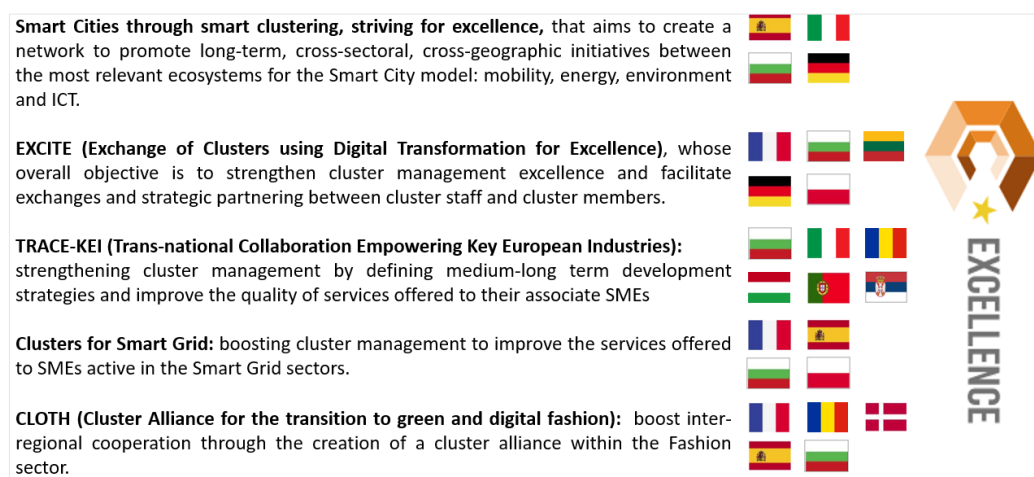 Smart Cities through smart clustering, striving for excellence, that aims to create a
network to promote long-term, cross-sectoral, cross-geographic initiatives between
the most relevant ecosystems for the Smart City model: mobility, energy, environment
and ICT.
EXCITE (Exchange of Clusters using Digital Transformation for Excellence), whose
overall objective is to strengthen cluster management excellence and facilitate
exchanges and strategic partnering between cluster staff and cluster members.
TRACE-KEI (Trans-national Collaboration Empowering Key European Industries):
strengthening cluster management by defining medium-long term development
strategies and improve the quality of services offered to their associate SMEs
Clusters for Smart Grid: boosting cluster management to improve the services offered
to SMEs active in the Smart Grid sectors.
CLOTH (Cluster Alliance for the transition to green and digital fashion): boost inter-
regional cooperation through the creation of a cluster alliance within the Fashion
sector.
EXCELLENCE